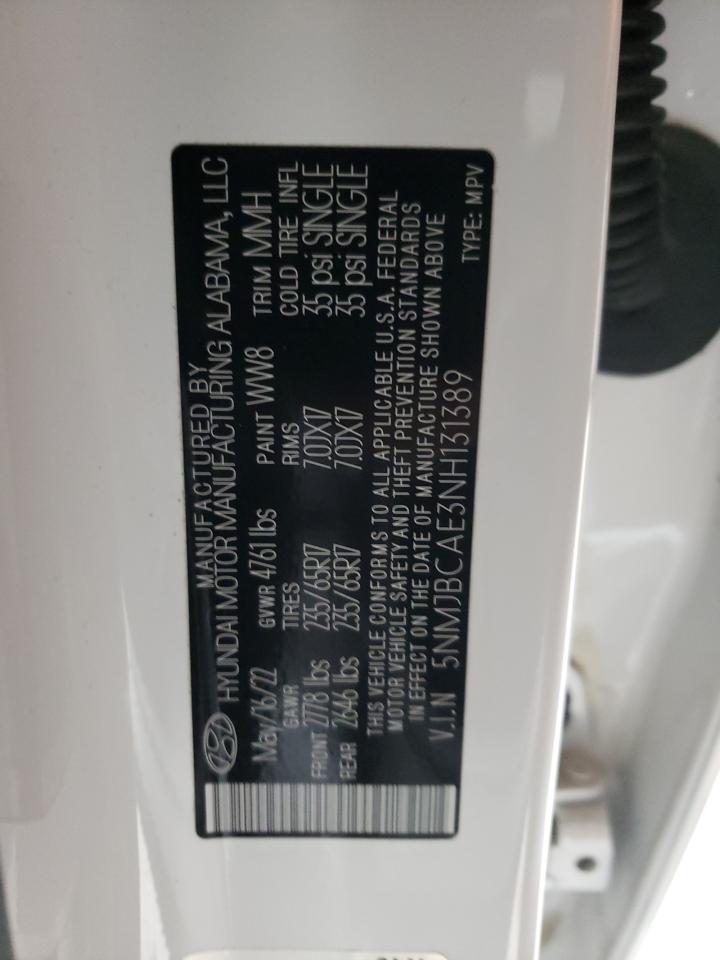 MANUFACTURED BY
HYUNDAI MOTOR MANUFACTURING ALABAMA, LLC
May/16/22 GVWR 4761 lbs PAINT WW8 TRIM MMH
GAWR TIRES RIMS COLD TIRE INFL
FRONT 2778 lbs 235/65R17 7.0JX17 35 psi SINGLE
REAR 2646 lbs 235/65R17 7.0JX17 35 psi SINGLE
THIS VEHICLE CONFORMS TO ALL APPLICABLE U.S.A. FEDERAL
MOTOR VEHICLE SAFETY AND THEFT PREVENTION STANDARDS
IN EFFECT ON THE DATE OF MANUFACTURE SHOWN ABOVE
V.I.N 5NMJBCAE3NH131389
TYPE: MPV